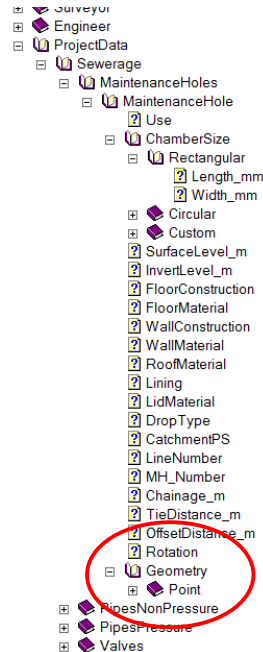 Surveyor
Engineer
ProjectData
Sewerage
MaintenanceHoles
MaintenanceHole
Use
ChamberSize
Rectangular
Length_mm
Width_mm
Circular
Custom
SurfaceLevel_m
InvertLevel_m
FloorConstruction
FloorMaterial
WallConstruction
WallMaterial
RoofMaterial
Lining
LidMaterial
DropType
CatchmentPS
LineNumber
MH_Number
Chainage_m
TieDistance_m
OffsetDistance_m
Rotation
Geometry
Point
PipesNonPressure
PipesPressure
Valves